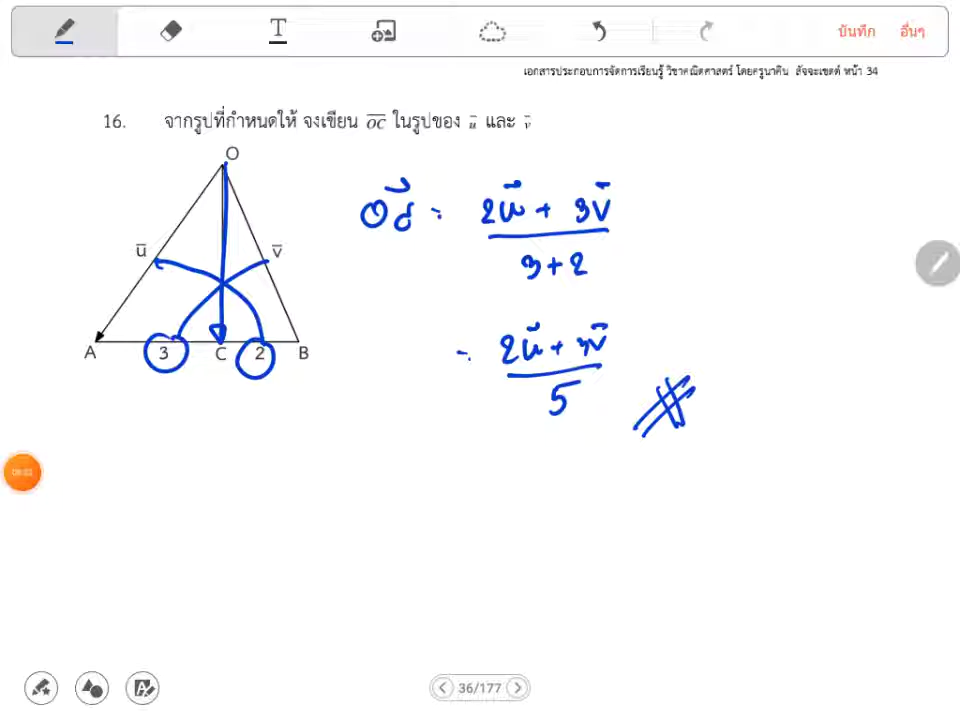 T
บันทึก อื่นๆ
เอกสารประกอบการจัดการเรียนรู้ วิชาคณิตศาสตร์ โดยครูนาคิน สัจจะเขตต์ หน้า 34
16. จากรูปที่กำหนดให้ จงเขียน O̅C̅ ในรูปของ u̅ และ v̅
O
u̅ v̅
A 3 C 2 B
OC⃗ = (2u⃗ + 3v⃗)/(3+2)
= (2u⃗ + 3v⃗)/5
36/177